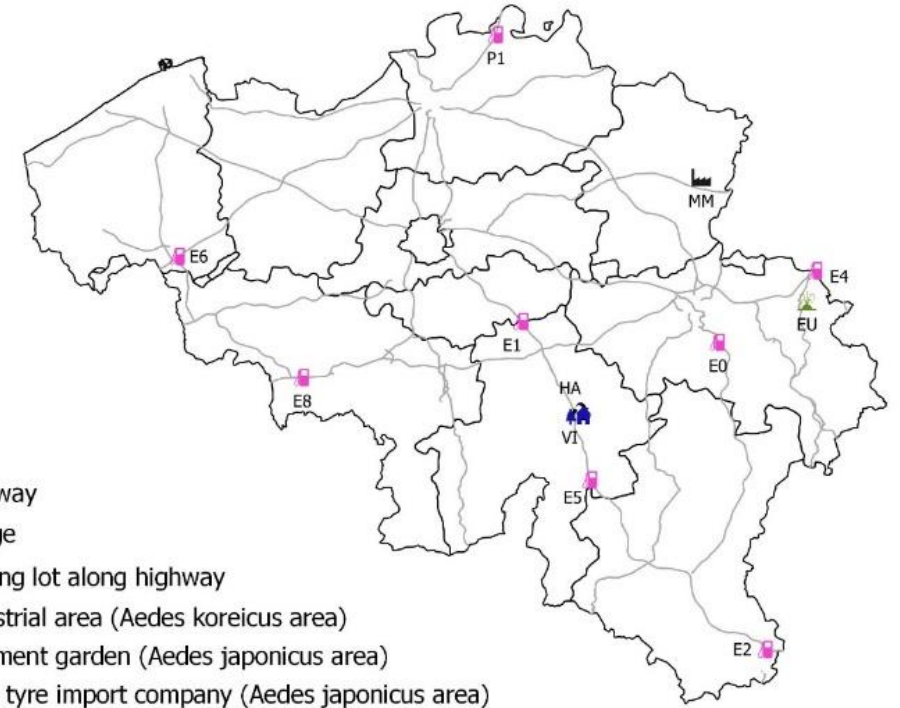 P1
MM
E6
E4
EU
E1
E0
HA
E8
VI
E5
way
ge
ng lot along highway
strial area (Aedes koreicus area)
ment garden (Aedes japonicus area)
tyre import company (Aedes japonicus area)
E2